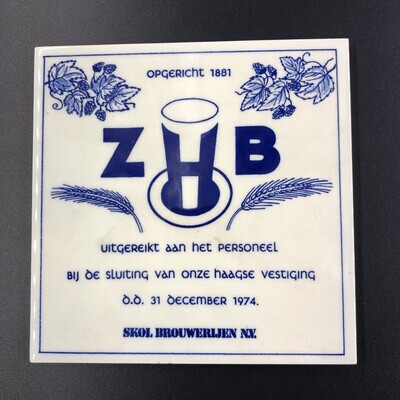 OPGERICHT 1881
ZHB
UITGEREIKT AAN HET PERSONEEL
BIJ DE SLUITING VAN ONZE HAAGSE VESTIGING
D.D. 31 DECEMBER 1974.
SKOL BROUWERIJEN N.V.